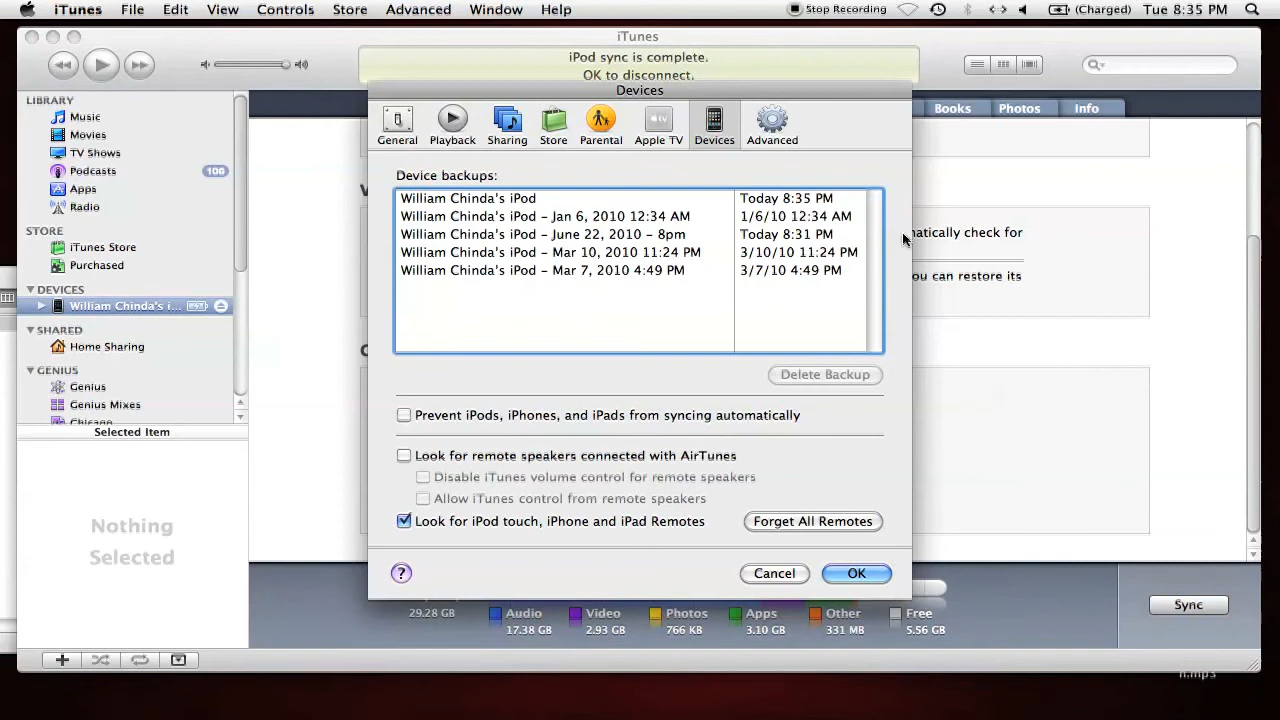 iTunes File Edit View Controls Store Advanced Window Help Stop Recording (Charged) Tue 8:35 PM
iTunes
iPod sync is complete.
OK to disconnect.
LIBRARY
Music
Movies
TV Shows
Podcasts 106
Apps
Radio
STORE
iTunes Store
Purchased
DEVICES
William Chinda's i...
SHARED
Home Sharing
GENIUS
Genius
Genius Mixes
Chicago
Selected Item
Nothing
Selected
Books Photos Info
Devices
General Playback Sharing Store Parental Apple TV Devices Advanced
tv
Device backups:
William Chinda's iPod Today 8:35 PM
William Chinda's iPod – Jan 6, 2010 12:34 AM 1/6/10 12:34 AM
William Chinda's iPod – June 22, 2010 – 8pm Today 8:31 PM
William Chinda's iPod – Mar 10, 2010 11:24 PM 3/10/10 11:24 PM
William Chinda's iPod – Mar 7, 2010 4:49 PM 3/7/10 4:49 PM
Delete Backup
Prevent iPods, iPhones, and iPads from syncing automatically
Look for remote speakers connected with AirTunes
Disable iTunes volume control for remote speakers
Allow iTunes control from remote speakers
Look for iPod touch, iPhone and iPad Remotes Forget All Remotes
? Cancel OK
atically check for
ou can restore its
29.28 GB Audio Video Photos Apps Other Free
17.38 GB 2.93 GB 766 KB 3.10 GB 331 MB 5.56 GB
Sync